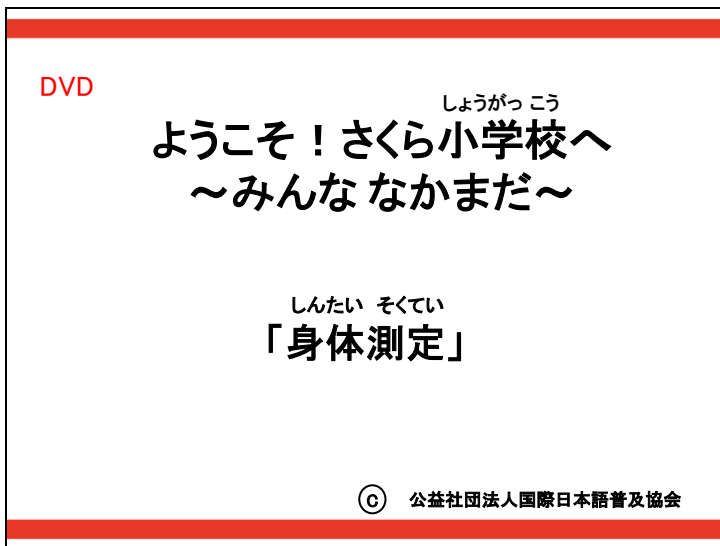 DVD
しょうがっ こう
ようこそ！さくら小学校へ
～みんな なかまだ～
しんたい そくてい
「身体測定」
Ⓒ 公益社団法人国際日本語普及協会